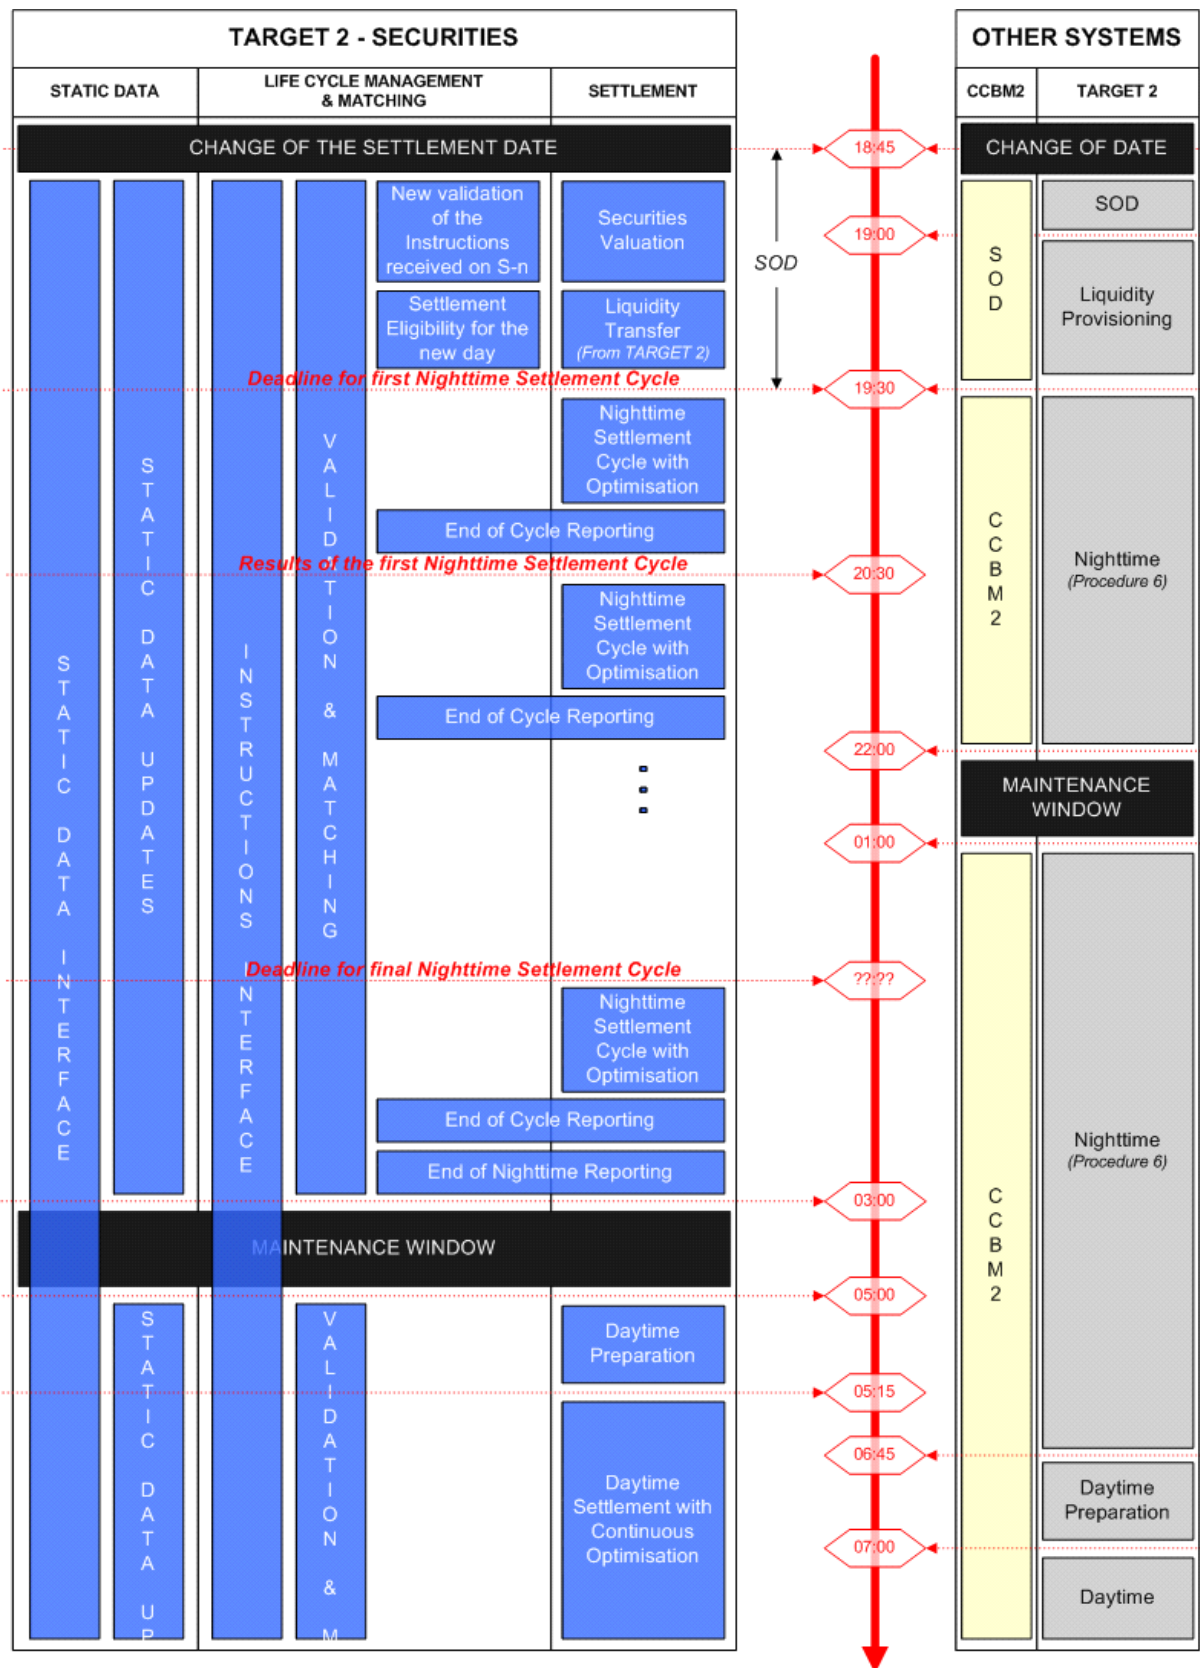 TARGET 2 - SECURITIES
OTHER SYSTEMS
STATIC DATA
LIFE CYCLE MANAGEMENT
& MATCHING
SETTLEMENT
CCBM2
TARGET 2
CHANGE OF THE SETTLEMENT DATE
18:45
CHANGE OF DATE
STATIC DATA INTERFACE
STATIC DATA UPDATES
INSTRUCTIONS INTERFACE
VALIDATION & MATCHING
New validation
of the
Instructions
received on S-n
Securities
Valuation
SOD
19:00
SOD
SOD
Settlement
Eligibility for the
new day
Liquidity
Transfer
(From TARGET 2)
Liquidity
Provisioning
Deadline for first Nighttime Settlement Cycle
19:30
Nighttime
Settlement
Cycle with
Optimisation
End of Cycle Reporting
CCBM2
Nighttime
(Procedure 6)
Results of the first Nighttime Settlement Cycle
20:30
Nighttime
Settlement
Cycle with
Optimisation
End of Cycle Reporting
22:00
MAINTENANCE
WINDOW
01:00
Deadline for final Nighttime Settlement Cycle
??:??
Nighttime
Settlement
Cycle with
Optimisation
End of Cycle Reporting
End of Nighttime Reporting
CCBM2
Nighttime
(Procedure 6)
03:00
MAINTENANCE WINDOW
05:00
STATIC DATA UP
VALIDATION & M
Daytime
Preparation
05:15
06:45
Daytime
Settlement with
Continuous
Optimisation
Daytime
Preparation
07:00
Daytime